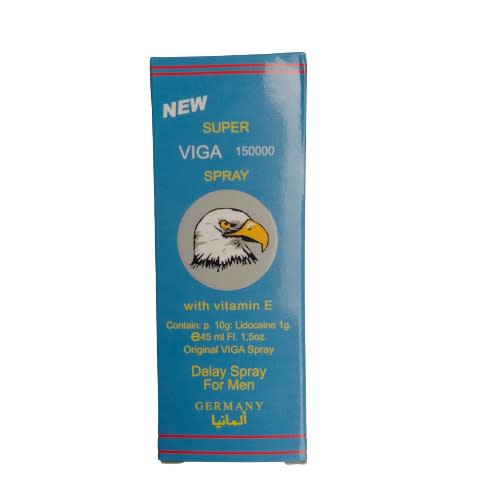 NEW
SUPER
VIGA 150000
SPRAY
with vitamin E
Contain: p. 10g: Lidocaine 1g.
℮45 ml Fl. 1,5oz.
Original VIGA Spray
Delay Spray
For Men
GERMANY
ألمانيا